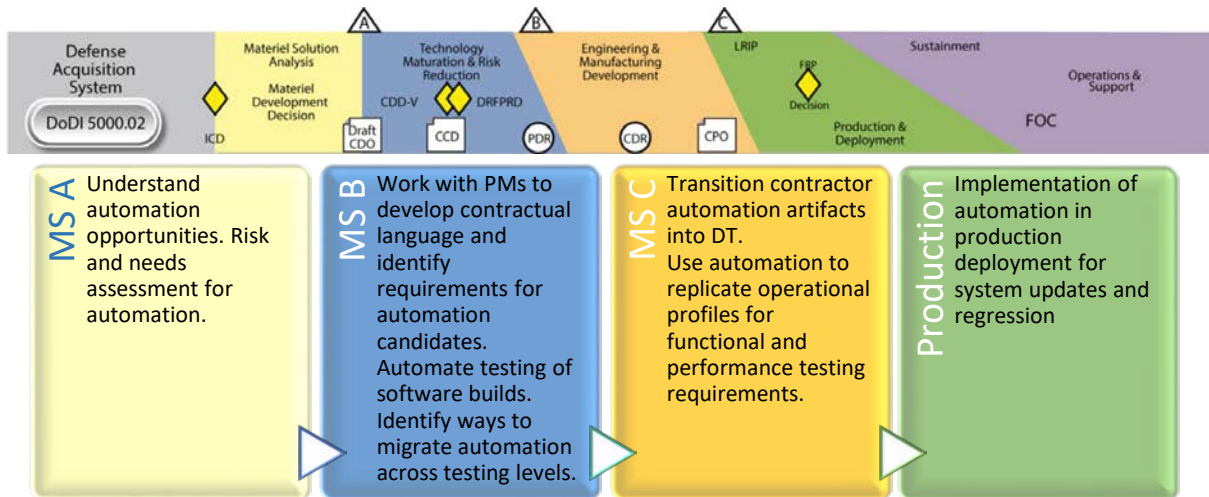 A
B
C
Defense
Acquisition
System
DoDI 5000.02
ICD
Materiel Solution
Analysis
Materiel
Development
Decision
Draft
CDO
Technology
Maturation & Risk
Reduction
CDD-V
DRFPRD
CCD
PDR
Engineering &
Manufacturing
Development
CDR
CPO
LRIP
FRP
Decision
Production &
Deployment
Sustainment
Operations &
Support
FOC
MS A
Understand
automation
opportunities. Risk
and needs
assessment for
automation.
MS B
Work with PMs to
develop contractual
language and
identify
requirements for
automation
candidates.
Automate testing of
software builds.
Identify ways to
migrate automation
across testing levels.
MS C
Transition contractor
automation artifacts
into DT.
Use automation to
replicate operational
profiles for
functional and
performance testing
requirements.
Production
Implementation of
automation in
production
deployment for
system updates and
regression